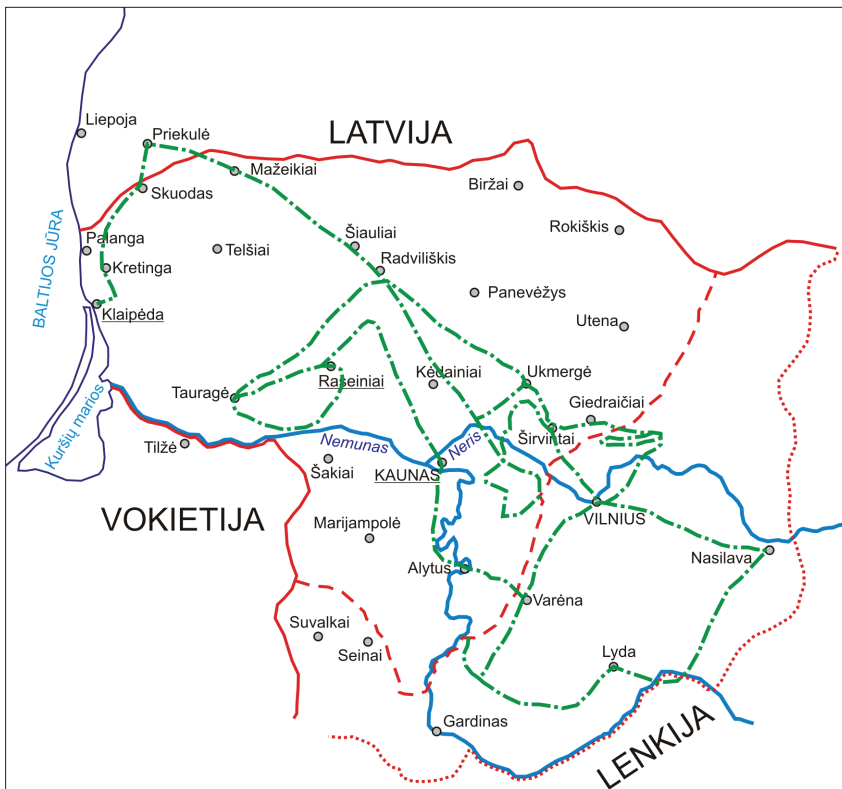 Liepoja
Priekulė
LATVIJA
Mažeikiai
Skuodas
Biržai
Rokiškis
Palanga
Telšiai
Šiauliai
Radviliškis
Kretinga
BALTIJOS JŪRA
Klaipėda
Panevėžys
Utena
Raseiniai
Kėdainiai
Ukmergė
Tauragė
Giedraičiai
Kuršių marios
Širvintai
Tilžė
Nemunas
Neris
Šakiai
KAUNAS
VOKIETIJA
VILNIUS
Marijampolė
Nasilava
Alytus
Varėna
Suvalkai
Seinai
Lyda
Gardinas
LENKIJA